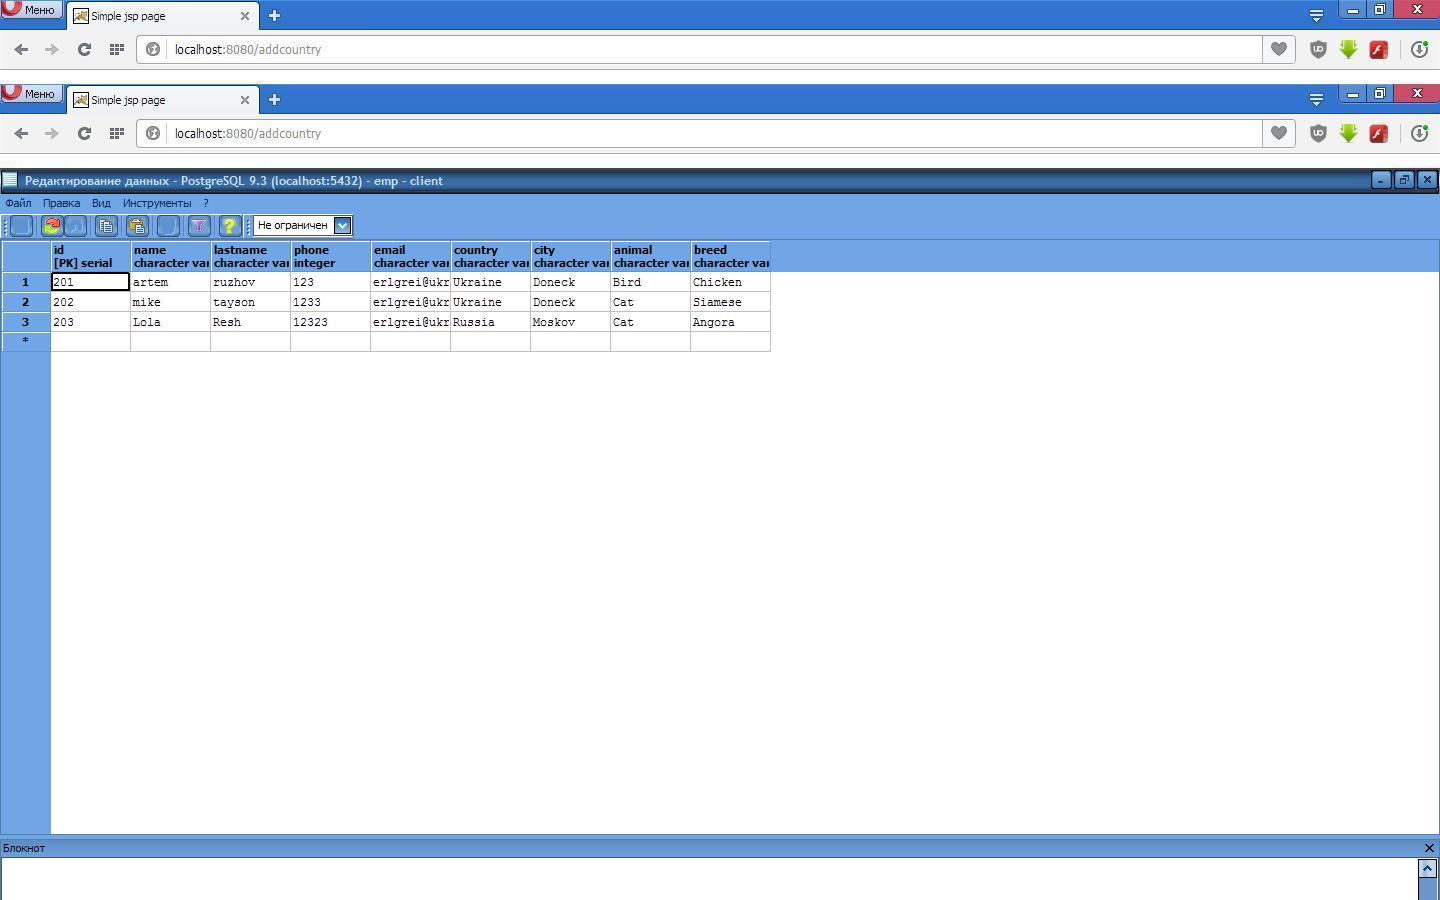 Меню
Simple jsp page
localhost:8080/addcountry
Меню
Simple jsp page
localhost:8080/addcountry
Редактирование данных - PostgreSQL 9.3 (localhost:5432) - emp - client
Файл Правка Вид Инструменты ?
Не ограничен
id name lastname phone email country city animal breed
[PK] serial character var character var integer character var character var character var character var character var
1 201 artem ruzhov 123 erlgrei@ukr Ukraine Doneck Bird Chicken
2 202 mike tayson 1233 erlgrei@ukr Ukraine Doneck Cat Siamese
3 203 Lola Resh 12323 erlgrei@ukr Russia Moskov Cat Angora
*
Блокнот